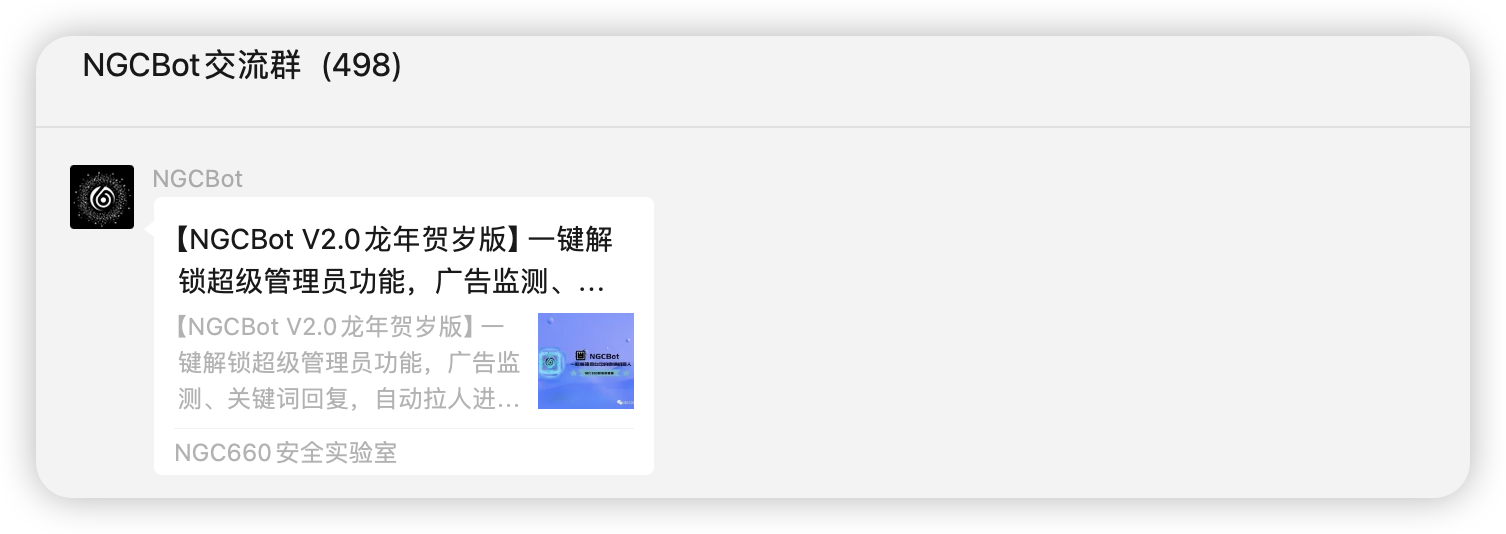 NGCBot交流群 (498)
NGCBot
【NGCBot V2.0龙年贺岁版】一键解
锁超级管理员功能，广告监测、...
【NGCBot V2.0龙年贺岁版】一
键解锁超级管理员功能，广告监
测、关键词回复，自动拉人进...
NGCBot
NGC660安全实验室